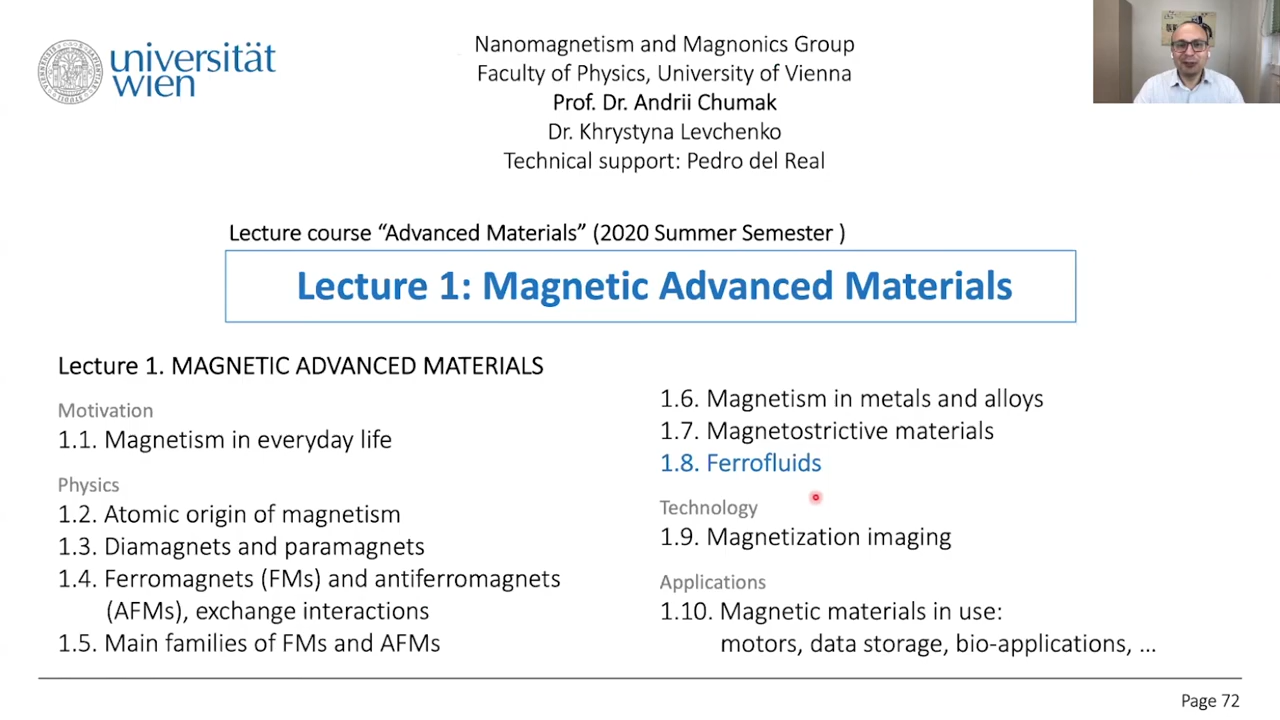 universität
wien
Nanomagnetism and Magnonics Group
Faculty of Physics, University of Vienna
Prof. Dr. Andrii Chumak
Dr. Khrystyna Levchenko
Technical support: Pedro del Real
Lecture course “Advanced Materials” (2020 Summer Semester )
Lecture 1: Magnetic Advanced Materials
Lecture 1. MAGNETIC ADVANCED MATERIALS
Motivation
1.1. Magnetism in everyday life
Physics
1.2. Atomic origin of magnetism
1.3. Diamagnets and paramagnets
1.4. Ferromagnets (FMs) and antiferromagnets
(AFMs), exchange interactions
1.5. Main families of FMs and AFMs
1.6. Magnetism in metals and alloys
1.7. Magnetostrictive materials
1.8. Ferrofluids
Technology
1.9. Magnetization imaging
Applications
1.10. Magnetic materials in use:
motors, data storage, bio-applications, ...
Page 72